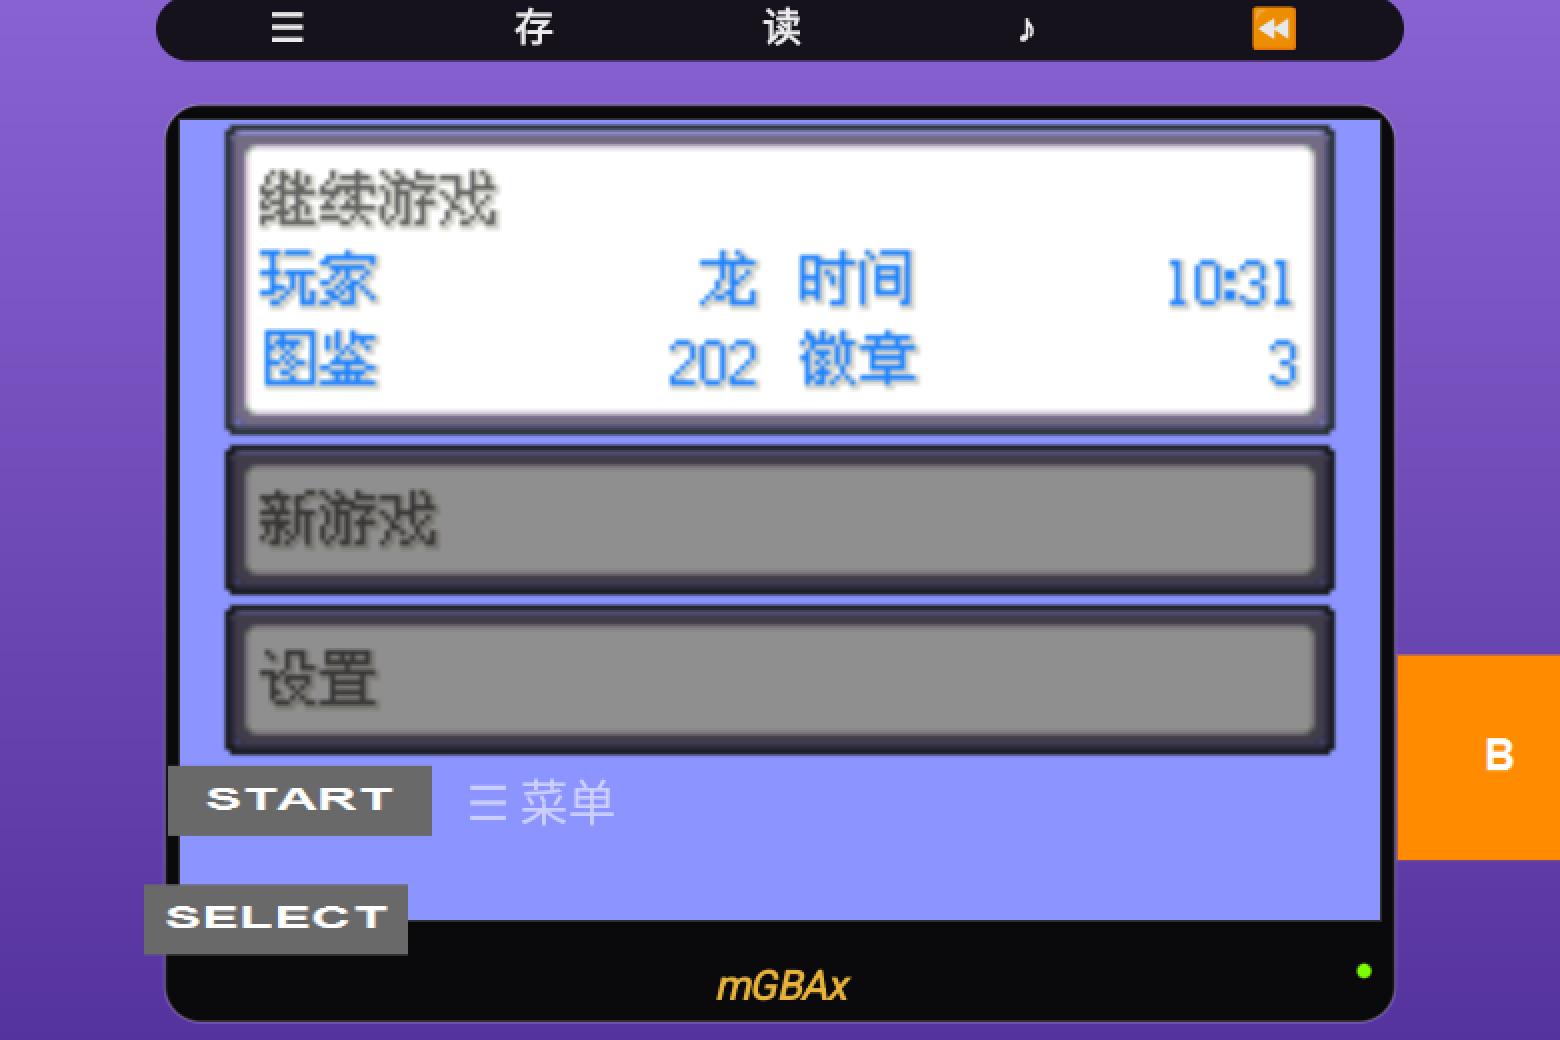 ☰ 存 读 ♪ ⏪
继续游戏
玩家 龙 时间 10:31
图鉴 202 徽章 3
新游戏
设置
B
START ☰ 菜单
SELECT
mGBAx